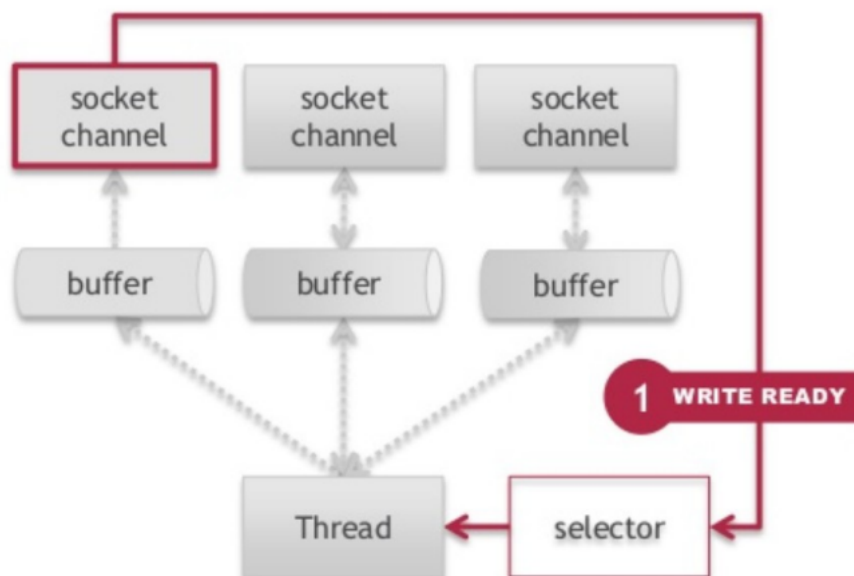 socket
channel
socket
channel
socket
channel
buffer
buffer
buffer
1 WRITE READY
Thread
selector